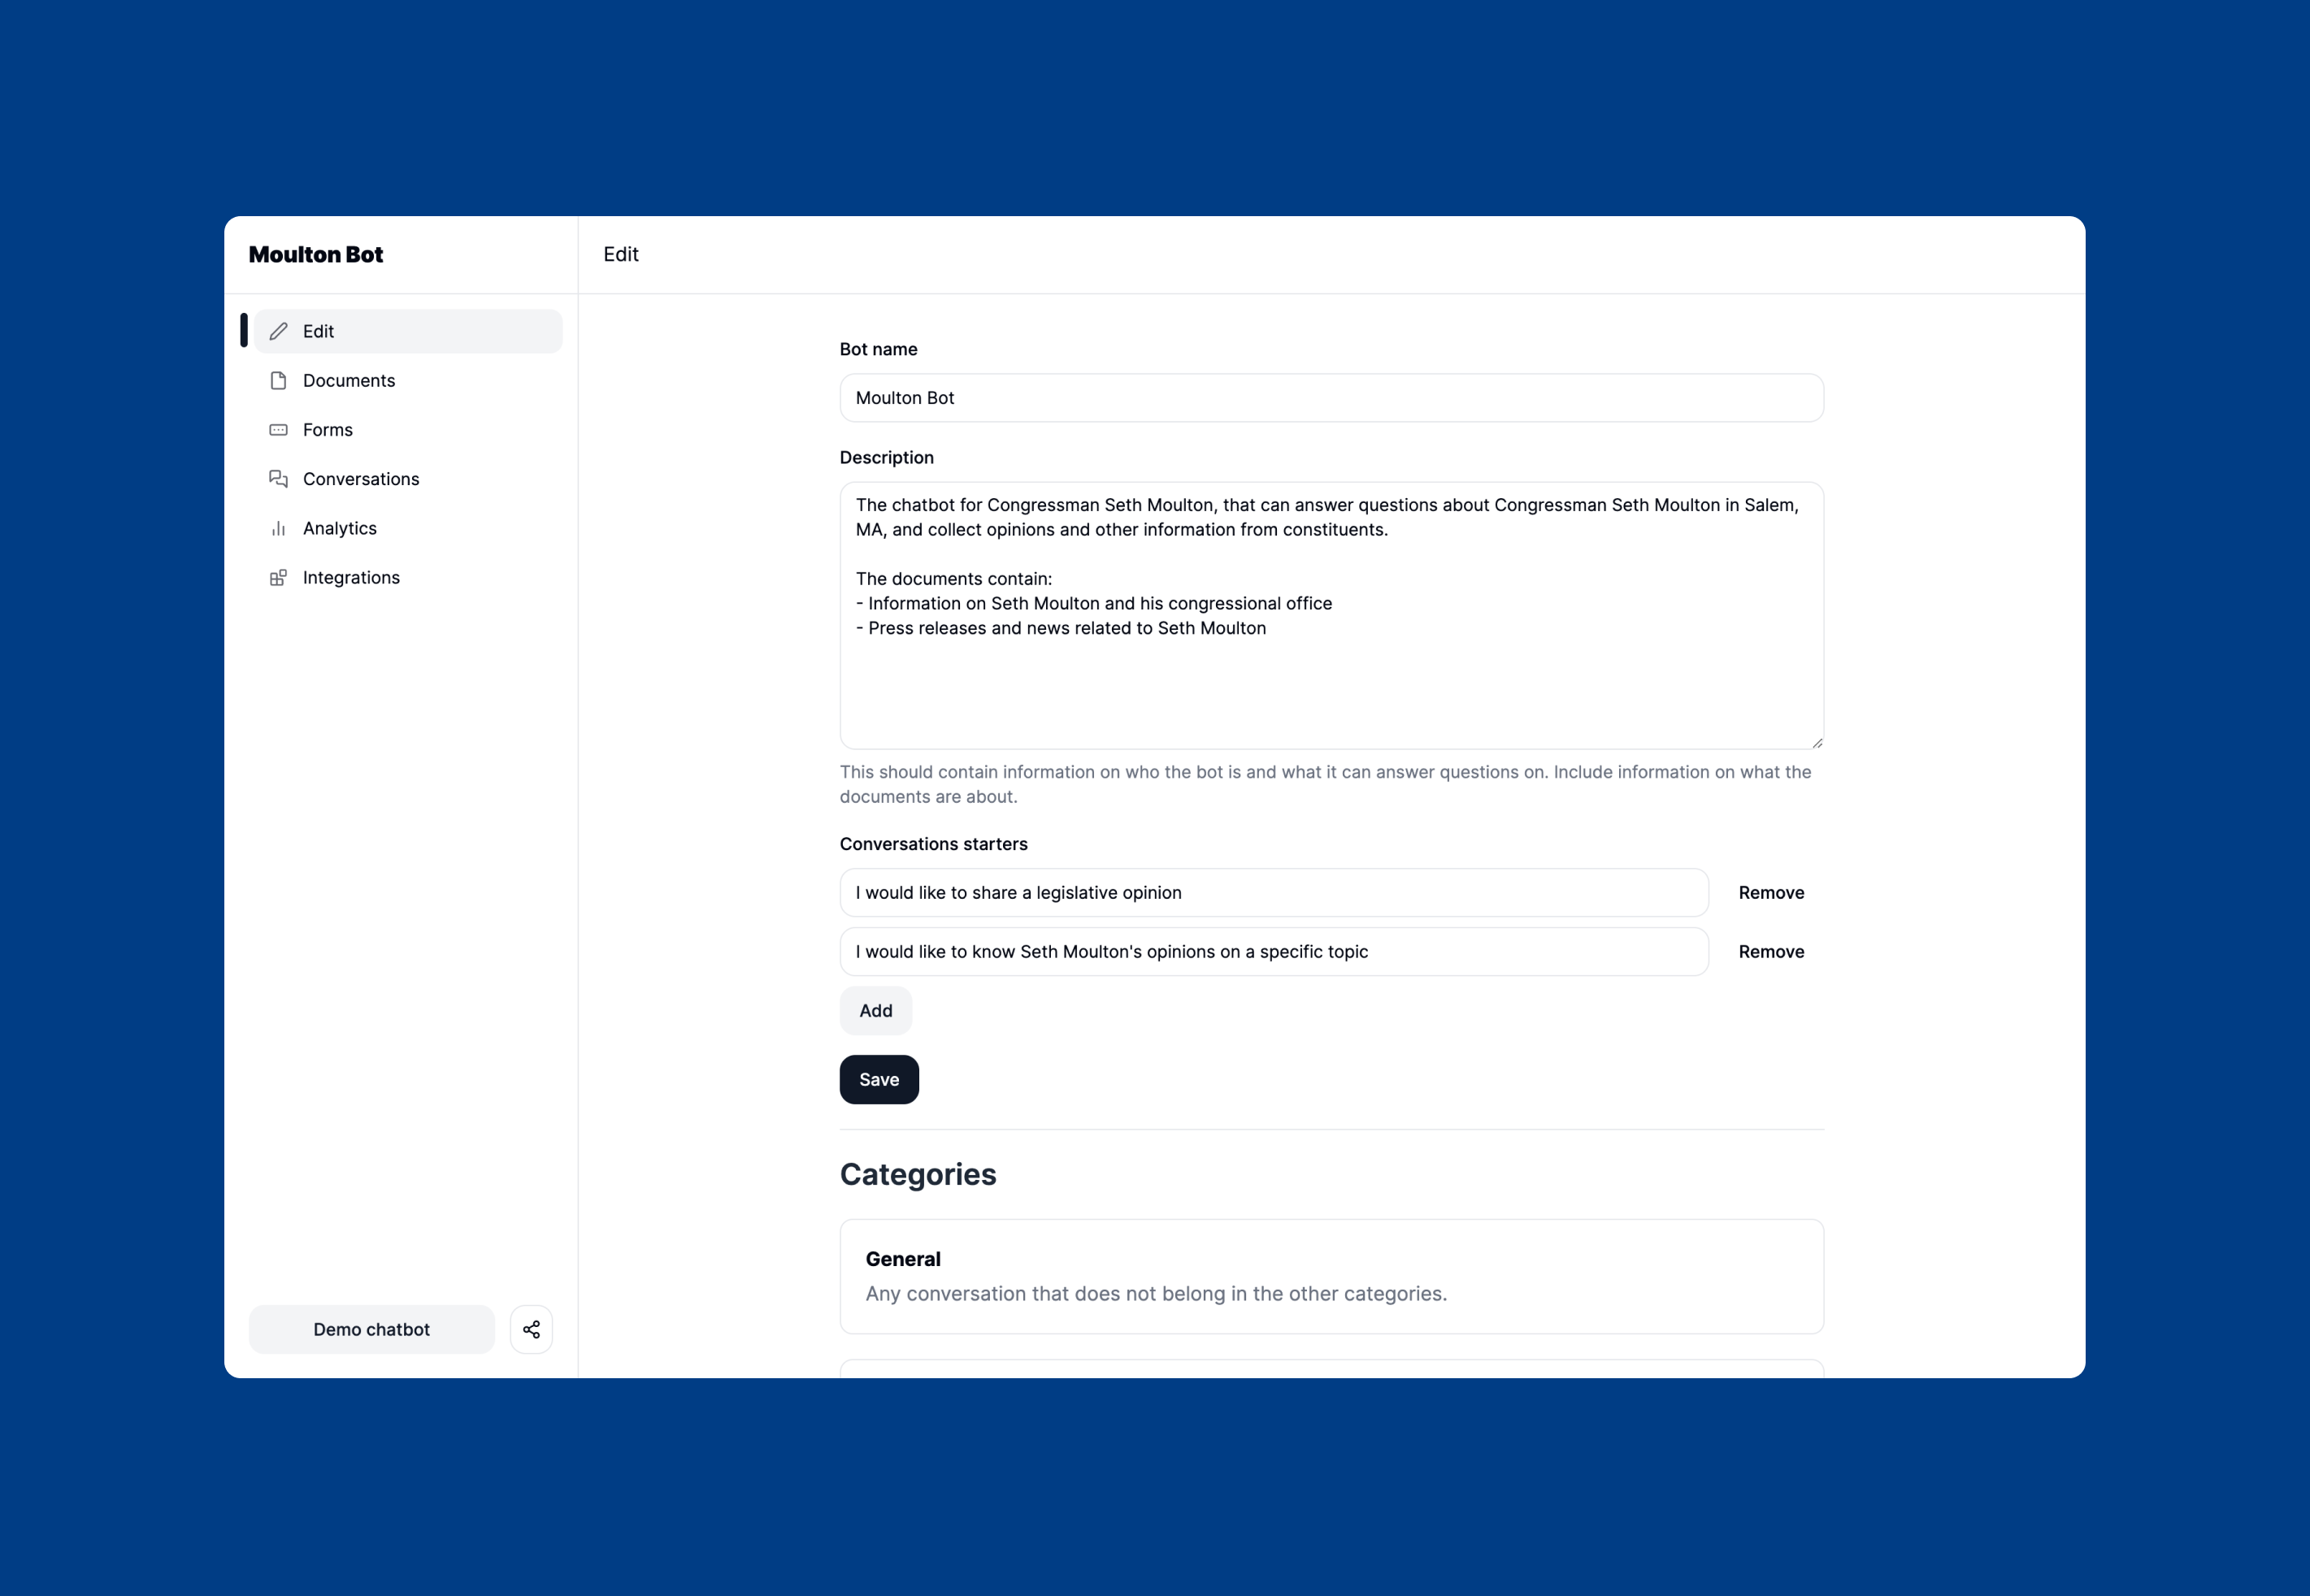 Moulton Bot
Edit
Edit
Documents
Forms
Conversations
Analytics
Integrations
Demo chatbot
Bot name
Moulton Bot
Description
The chatbot for Congressman Seth Moulton, that can answer questions about Congressman Seth Moulton in Salem,
MA, and collect opinions and other information from constituents.
The documents contain:
- Information on Seth Moulton and his congressional office
- Press releases and news related to Seth Moulton
This should contain information on who the bot is and what it can answer questions on. Include information on what the
documents are about.
Conversations starters
I would like to share a legislative opinion
Remove
I would like to know Seth Moulton's opinions on a specific topic
Remove
Add
Save
Categories
General
Any conversation that does not belong in the other categories.